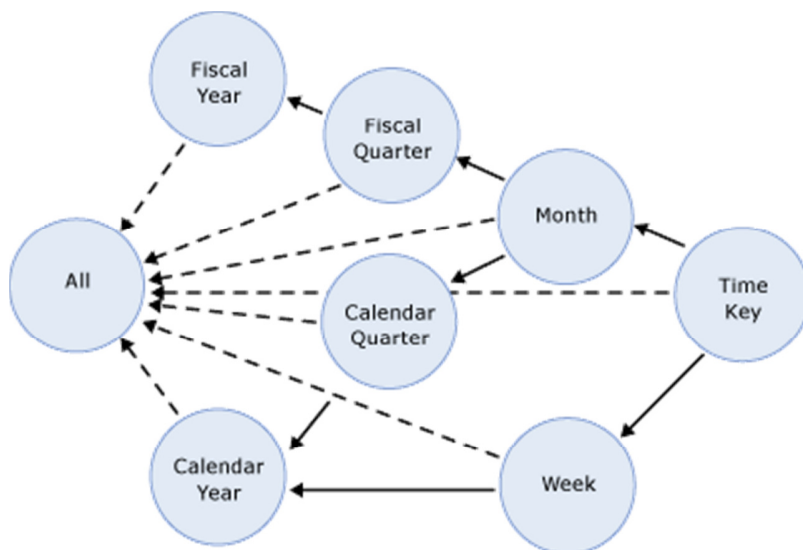 Fiscal
Year
Fiscal
Quarter
Month
All
Time
Key
Calendar
Quarter
Calendar
Year
Week